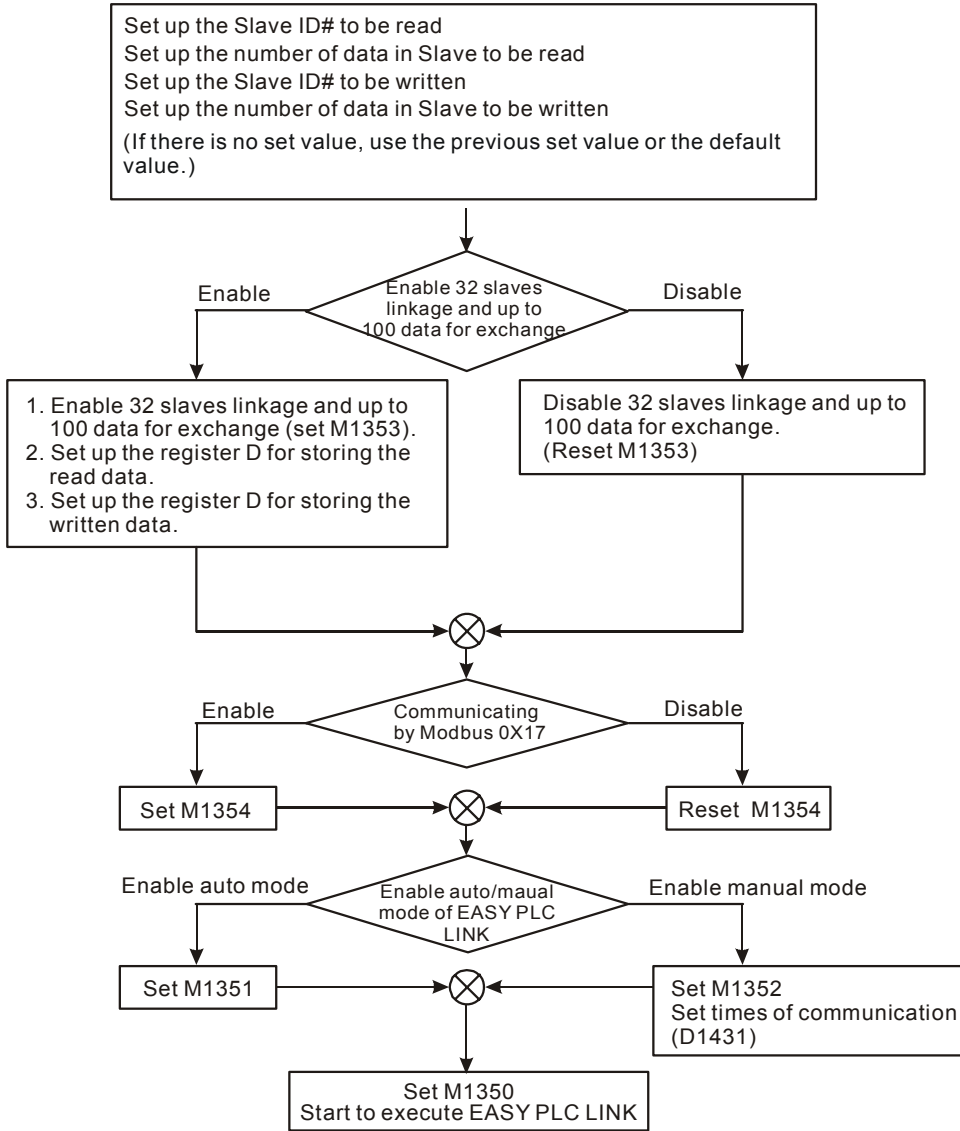 Set up the Slave ID# to be read
Set up the number of data in Slave to be read
Set up the Slave ID# to be written
Set up the number of data in Slave to be written
(If there is no set value, use the previous set value or the default
value.)
Enable
Enable 32 slaves
linkage and up to
100 data for exchange
Disable
1. Enable 32 slaves linkage and up to
100 data for exchange (set M1353).
2. Set up the register D for storing the
read data.
3. Set up the register D for storing the
written data.
Disable 32 slaves linkage and up to
100 data for exchange.
(Reset M1353)
Enable
Communicating
by Modbus 0X17
Disable
Set M1354
Reset M1354
Enable auto mode
Enable auto/maual
mode of EASY PLC
LINK
Enable manual mode
Set M1351
Set M1352
Set times of communication
(D1431)
Set M1350
Start to execute EASY PLC LINK